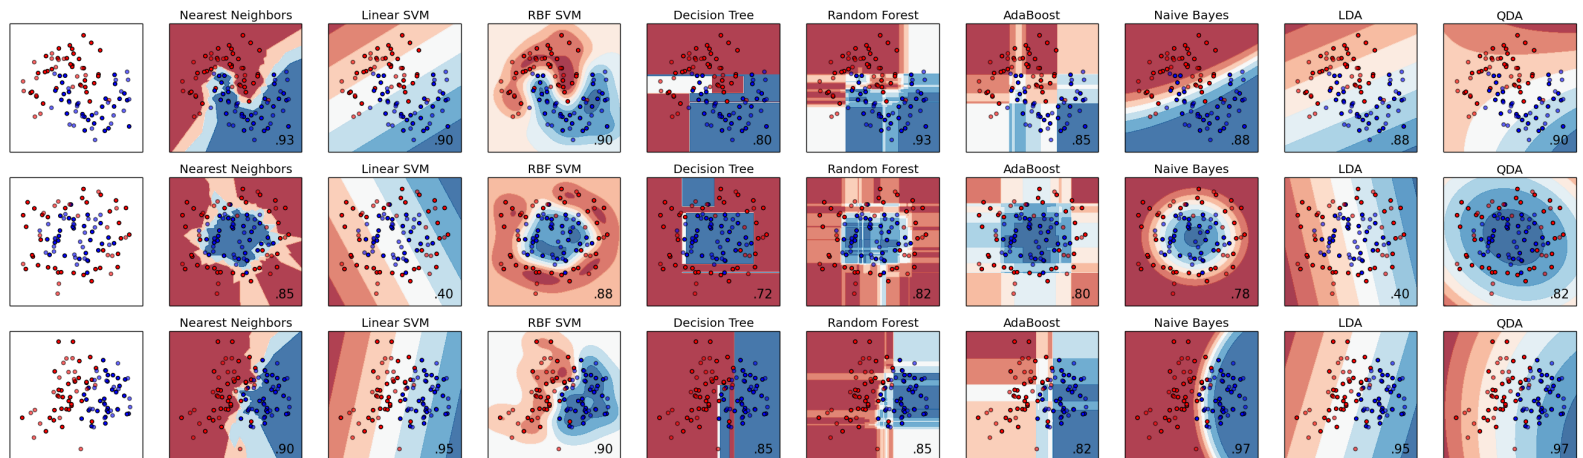 Nearest Neighbors Linear SVM RBF SVM Decision Tree Random Forest AdaBoost Naive Bayes LDA QDA
.93 .90 .90 .80 .93 .85 .88 .88 .90
Nearest Neighbors Linear SVM RBF SVM Decision Tree Random Forest AdaBoost Naive Bayes LDA QDA
.85 .40 .88 .72 .82 .80 .78 .40 .82
Nearest Neighbors Linear SVM RBF SVM Decision Tree Random Forest AdaBoost Naive Bayes LDA QDA
.90 .95 .90 .85 .85 .82 .97 .95 .97